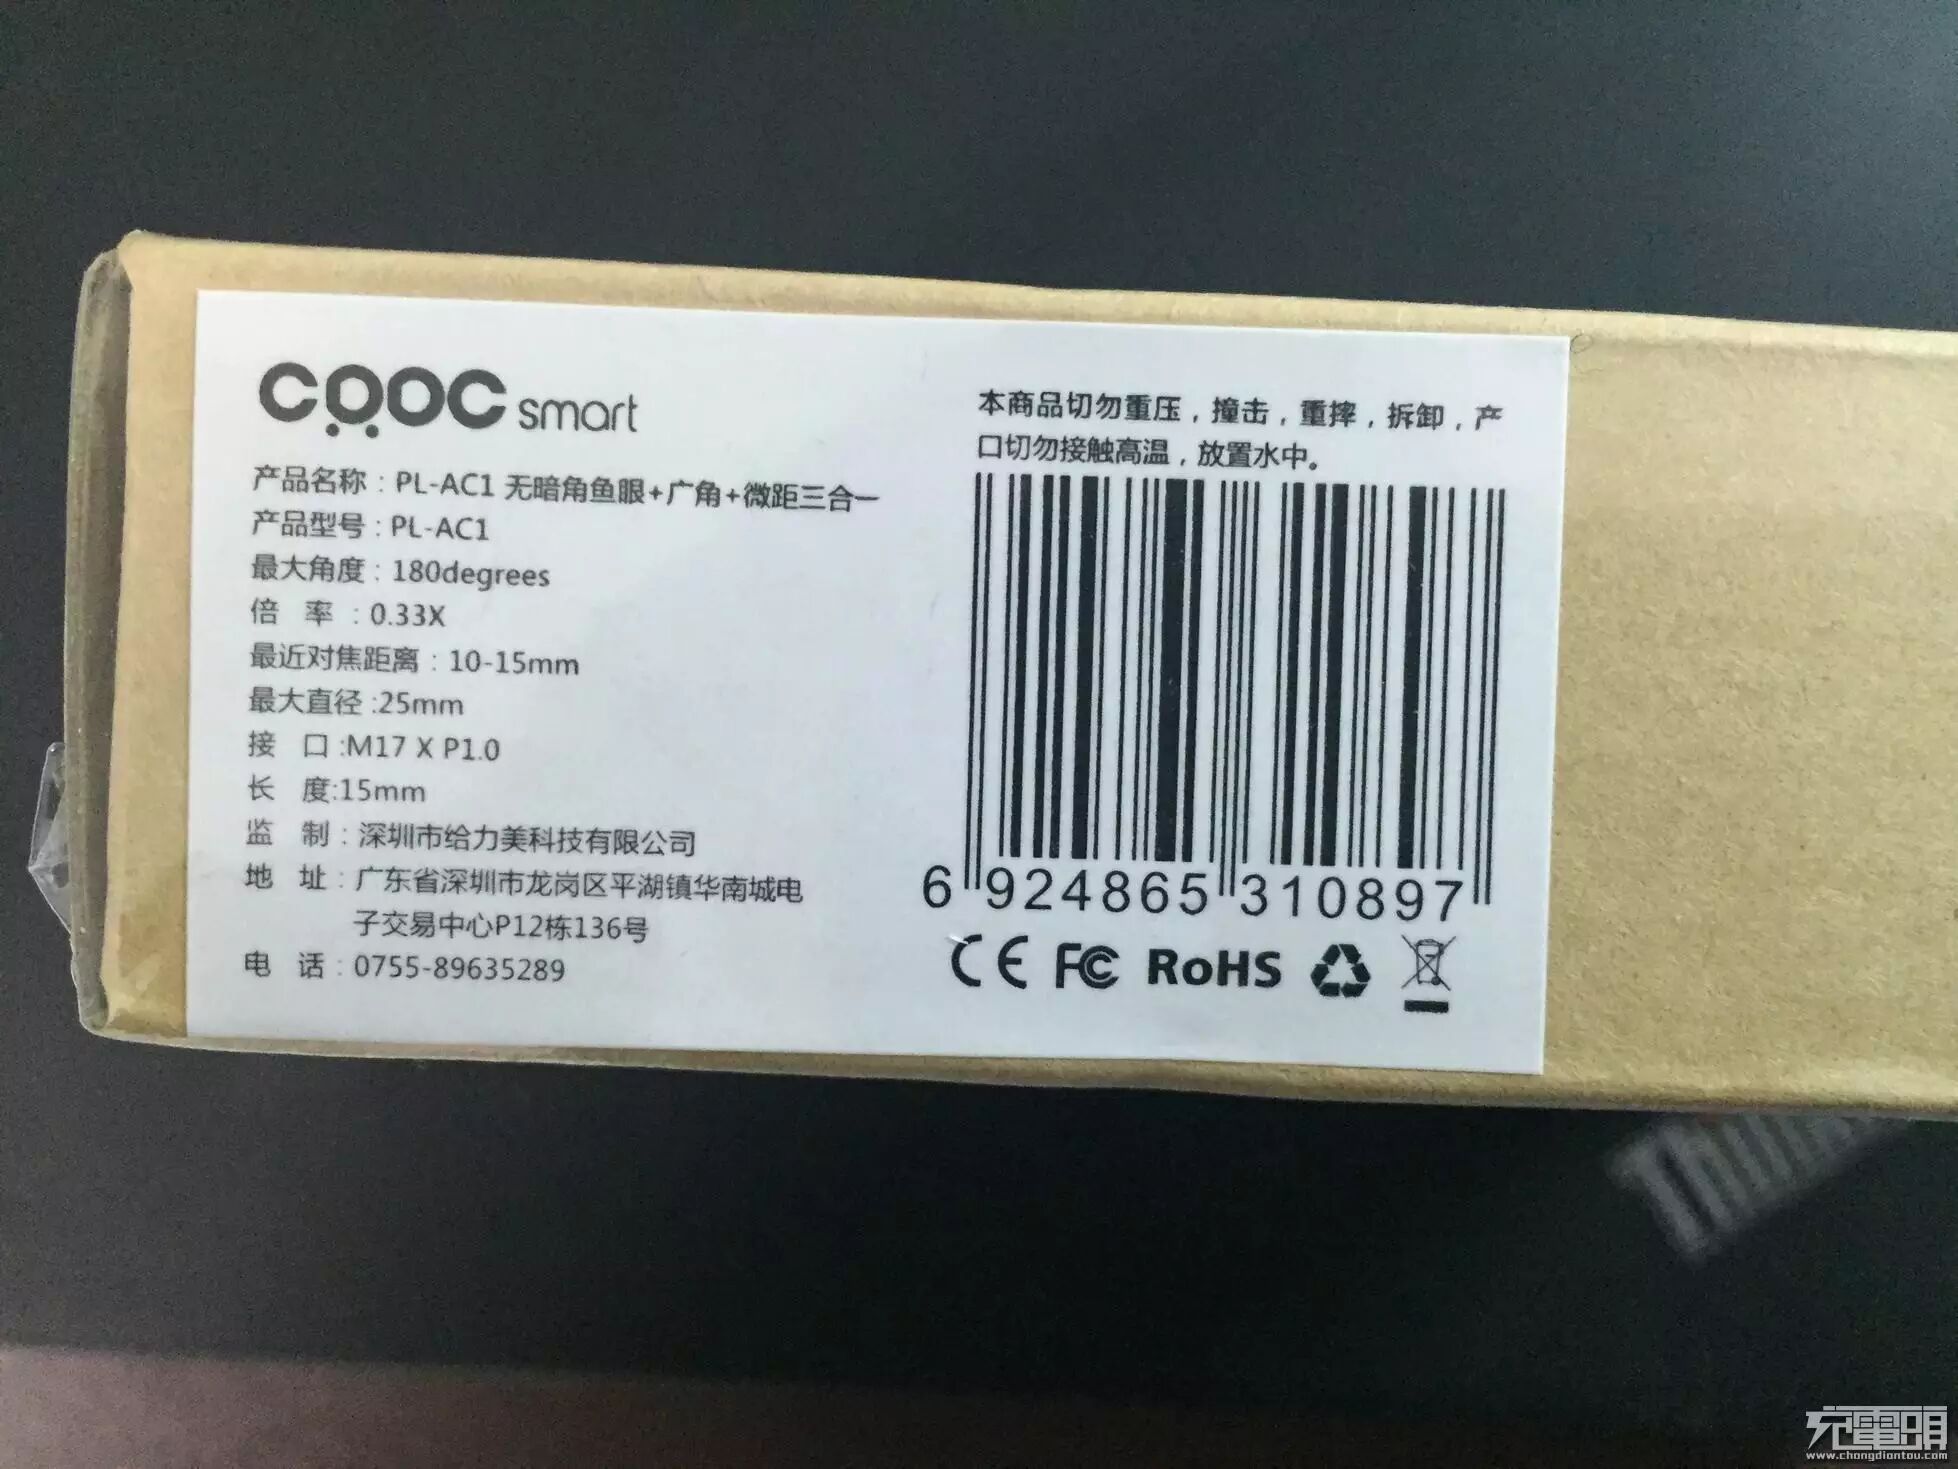 COOC smart
产品名称：PL-AC1 无暗角鱼眼+广角+微距三合一
产品型号：PL-AC1
最大角度：180degrees
倍 率：0.33X
最近对焦距离：10-15mm
最大直径:25mm
接 口:M17 X P1.0
长 度:15mm
监 制：深圳市给力美科技有限公司
地 址：广东省深圳市龙岗区平湖镇华南城电
子交易中心P12栋136号
电 话：0755-89635289
本商品切勿重压，撞击，重摔，拆卸，产
口切勿接触高温，放置水中。
6 924865 310897
CE FC RoHS
充電頭
www.chongdiantou.com